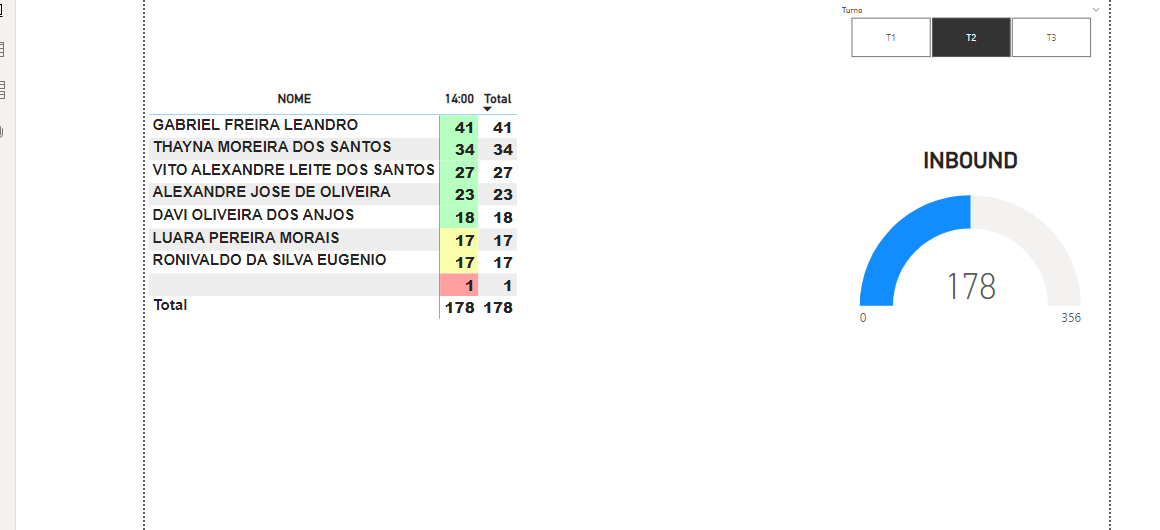 Turno
T1 T2 T3
NOME 14:00 Total
GABRIEL FREIRA LEANDRO 41 41
THAYNA MOREIRA DOS SANTOS 34 34
VITO ALEXANDRE LEITE DOS SANTOS 27 27
ALEXANDRE JOSE DE OLIVEIRA 23 23
DAVI OLIVEIRA DOS ANJOS 18 18
LUARA PEREIRA MORAIS 17 17
RONIVALDO DA SILVA EUGENIO 17 17
1 1
Total 178 178
INBOUND
178
0 356